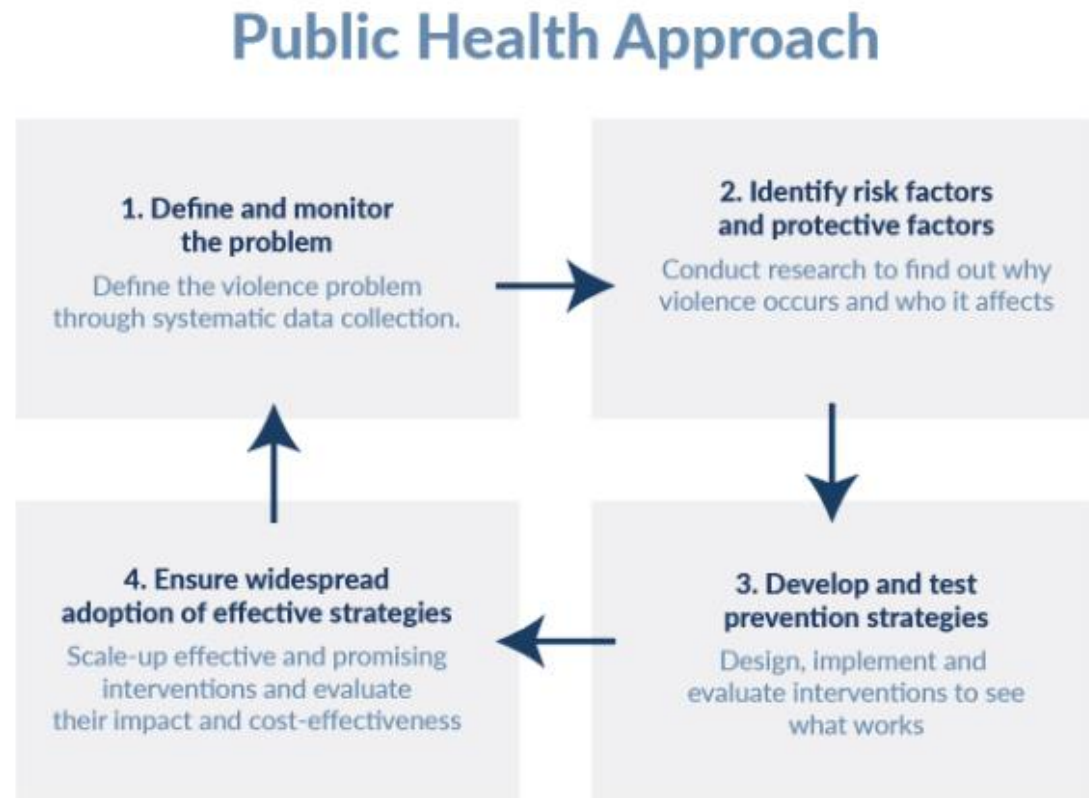 Public Health Approach
1. Define and monitor
the problem
Define the violence problem
through systematic data collection.
2. Identify risk factors
and protective factors
Conduct research to find out why
violence occurs and who it affects
3. Develop and test
prevention strategies
Design, implement and
evaluate interventions to see
what works
4. Ensure widespread
adoption of effective strategies
Scale-up effective and promising
interventions and evaluate
their impact and cost-effectiveness